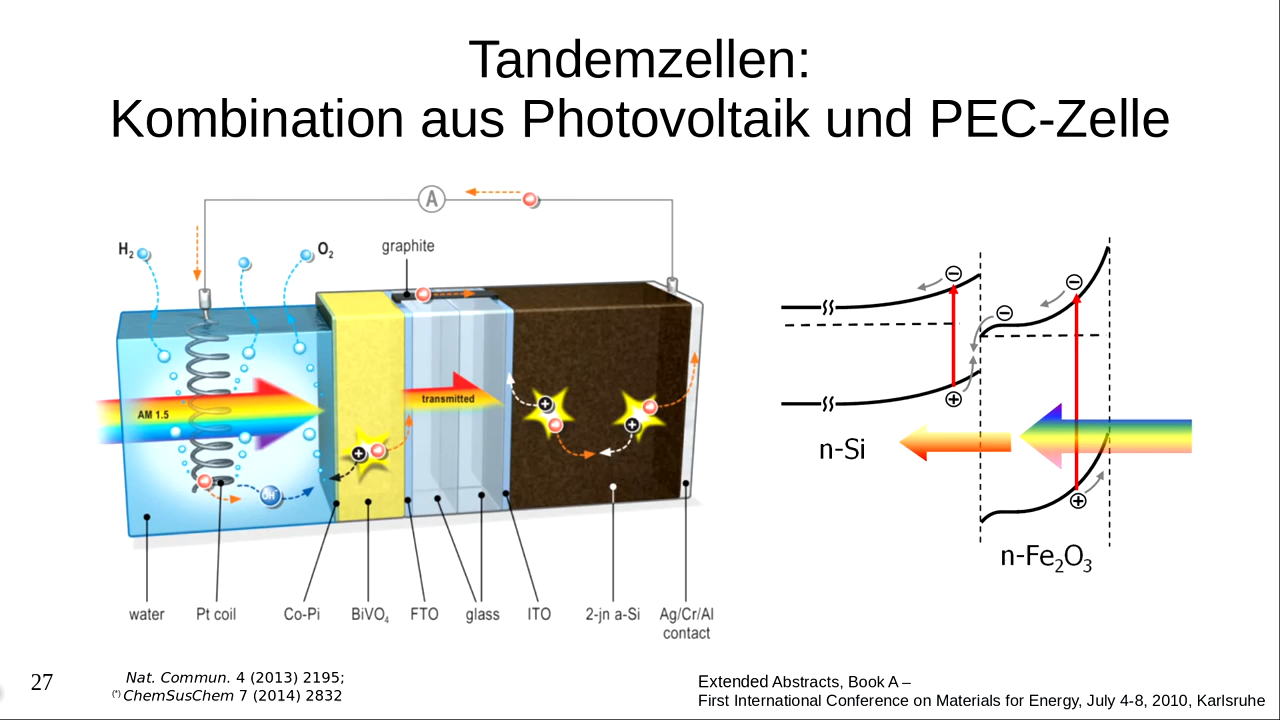 Tandemzellen:
Kombination aus Photovoltaik und PEC-Zelle
A
H₂
O₂
graphite
AM 1.5
transmitted
OH⁻
water
Pt coil
Co-Pi
BiVO₄
FTO
glass
ITO
2-jn a-Si
Ag/Cr/Al
contact
n-Si
n-Fe₂O₃
27
Nat. Commun. 4 (2013) 2195;
(*) ChemSusChem 7 (2014) 2832
Extended Abstracts, Book A –
First International Conference on Materials for Energy, July 4-8, 2010, Karlsruhe